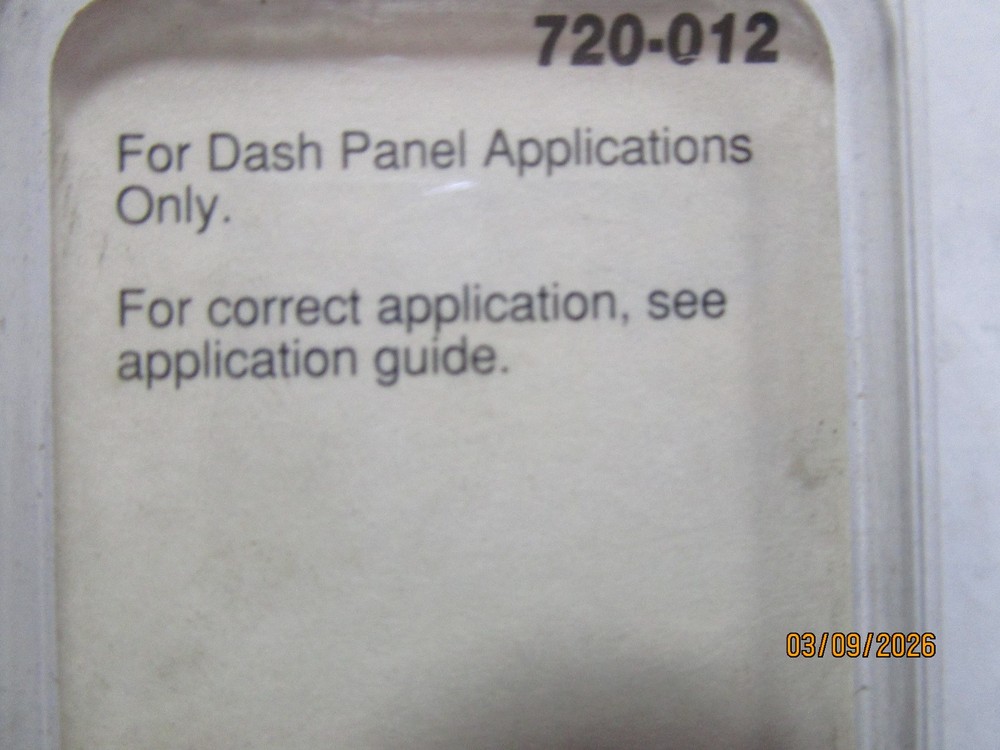 720-012
For Dash Panel Applications
Only.
For correct application, see
application guide.
03/09/2026